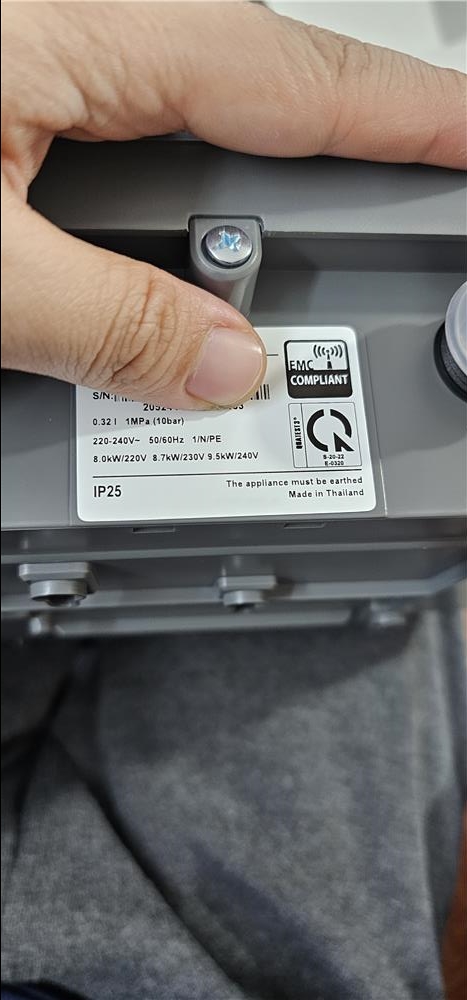 EMC
COMPLIANT
S/N:
0.32 l 1MPa (10bar)
220-240V~ 50/60Hz 1/N/PE
8.0kW/220V 8.7kW/230V 9.5kW/240V
S-20-22
E-0320
IP25
The appliance must be earthed
Made in Thailand